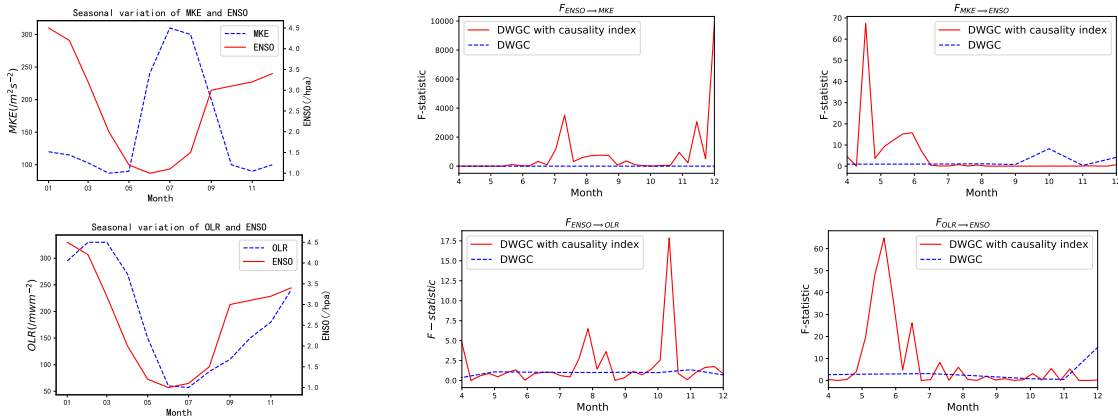 Seasonal variation of MKE and ENSO
MKE
ENSO
MKE(/m²s⁻²)
300
250
200
150
100
4.5
4.0
3.5
3.0
2.5
2.0
1.5
1.0
ENSO(/hpa)
01 03 05 07 09 11
Month
F_{ENSO→MKE}
DWGC with causality index
DWGC
F-statistic
10000
8000
6000
4000
2000
0
4 5 6 7 8 9 10 11 12
Month
F_{MKE→ENSO}
DWGC with causality index
DWGC
F-statistic
70
60
50
40
30
20
10
0
4 5 6 7 8 9 10 11 12
Month
Seasonal variation of OLR and ENSO
OLR
ENSO
OLR(/mwm⁻²)
300
250
200
150
100
50
4.5
4.0
3.5
3.0
2.5
2.0
1.5
1.0
ENSO(/hpa)
01 03 05 07 09 11
Month
F_{ENSO→OLR}
DWGC with causality index
DWGC
F − statistic
17.5
15.0
12.5
10.0
7.5
5.0
2.5
0.0
4 5 6 7 8 9 10 11 12
Month
F_{OLR→ENSO}
DWGC with causality index
DWGC
F-statistic
60
50
40
30
20
10
0
4 5 6 7 8 9 10 11 12
Month